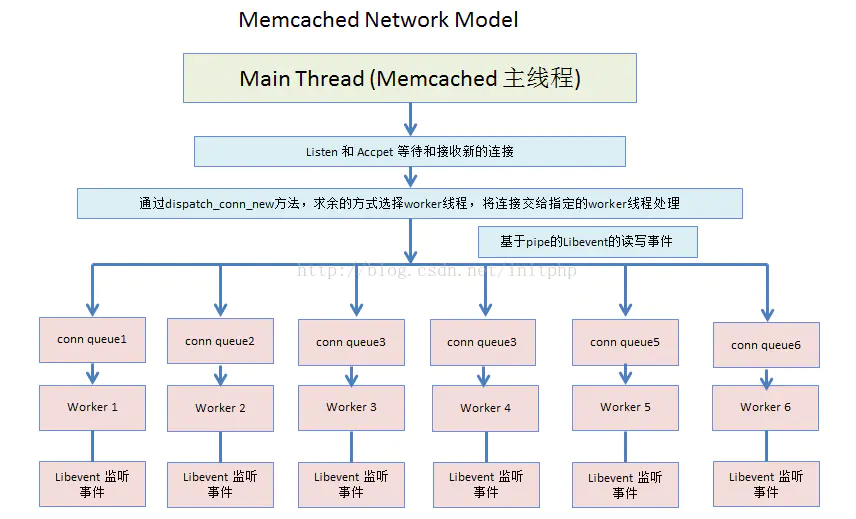 Memcached Network Model
Main Thread (Memcached 主线程)
Listen 和 Accpet 等待和接收新的连接
通过dispatch_conn_new方法，求余的方式选择worker线程，将连接交给指定的worker线程处理
基于pipe的Libevent的读写事件
http://blog.csdn.net/initphp
conn queue1
conn queue2
conn queue3
conn queue3
conn queue5
conn queue6
Worker 1
Worker 2
Worker 3
Worker 4
Worker 5
Worker 6
Libevent 监听
事件
Libevent 监听
事件
Libevent 监听
事件
Libevent 监听
事件
Libevent 监听
事件
Libevent 监听
事件